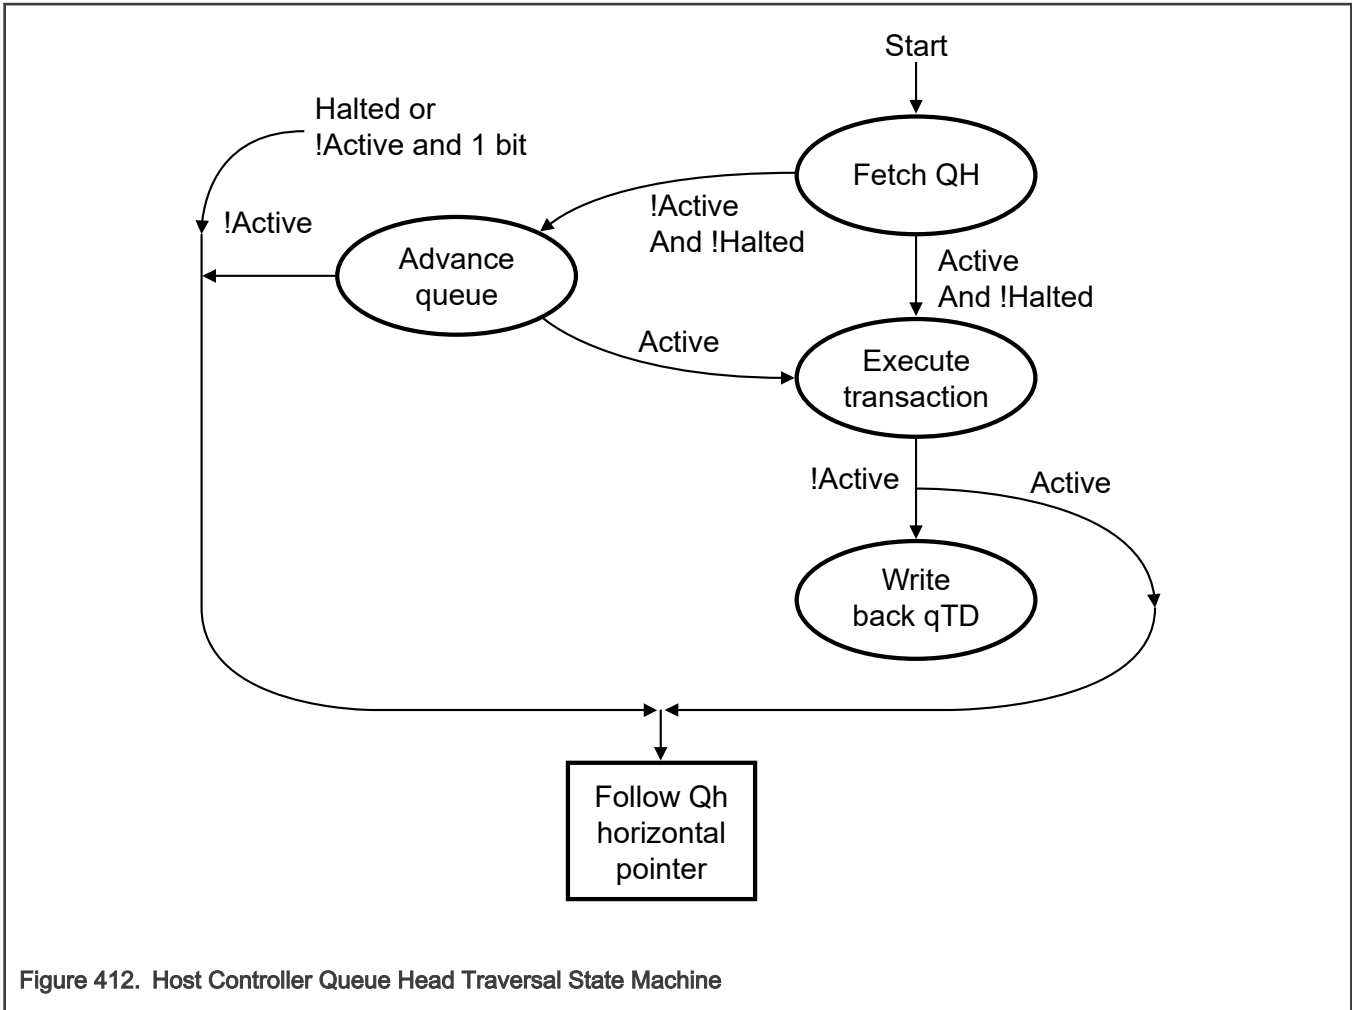 Start
Halted or
!Active and 1 bit
Fetch QH
!Active
And !Halted
!Active
Advance
queue
Active
And !Halted
Active
Execute
transaction
!Active
Active
Write
back qTD
Follow Qh
horizontal
pointer
Figure 412. Host Controller Queue Head Traversal State Machine